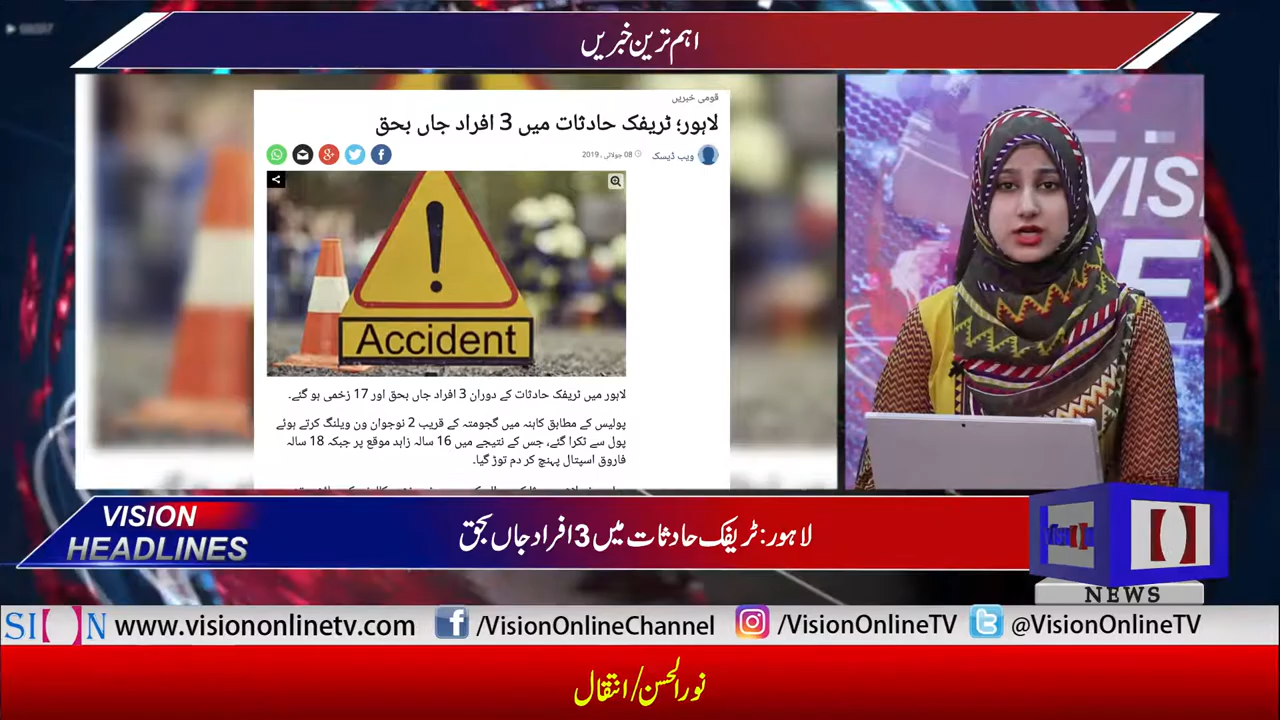 اہم ترین خبریں
قومی خبریں
لاہور؛ ٹریفک حادثات میں 3 افراد جاں بحق
ویب ڈیسک
08 جولائی ، 2019
Accident
لاہور میں ٹریفک حادثات کے دوران 3 افراد جاں بحق اور 17 زخمی ہو گئے۔
پولیس کے مطابق کاہنہ میں گجومتہ کے قریب 2 نوجوان ون ویلنگ کرتے ہوئے
پول سے ٹکرا گئے، جس کے نتیجے میں 16 سالہ زاہد موقع پر جبکہ 18 سالہ
فاروق اسپتال پہنچ کر دم توڑ گیا۔
VIS
VISION
HEADLINES
لاہور: ٹریفک حادثات میں 3 افراد جاں بحق
NEWS
SI N www.visiononlinetv.com /VisionOnlineChannel /VisionOnlineTV @VisionOnlineTV
نورالحسن/انتقال